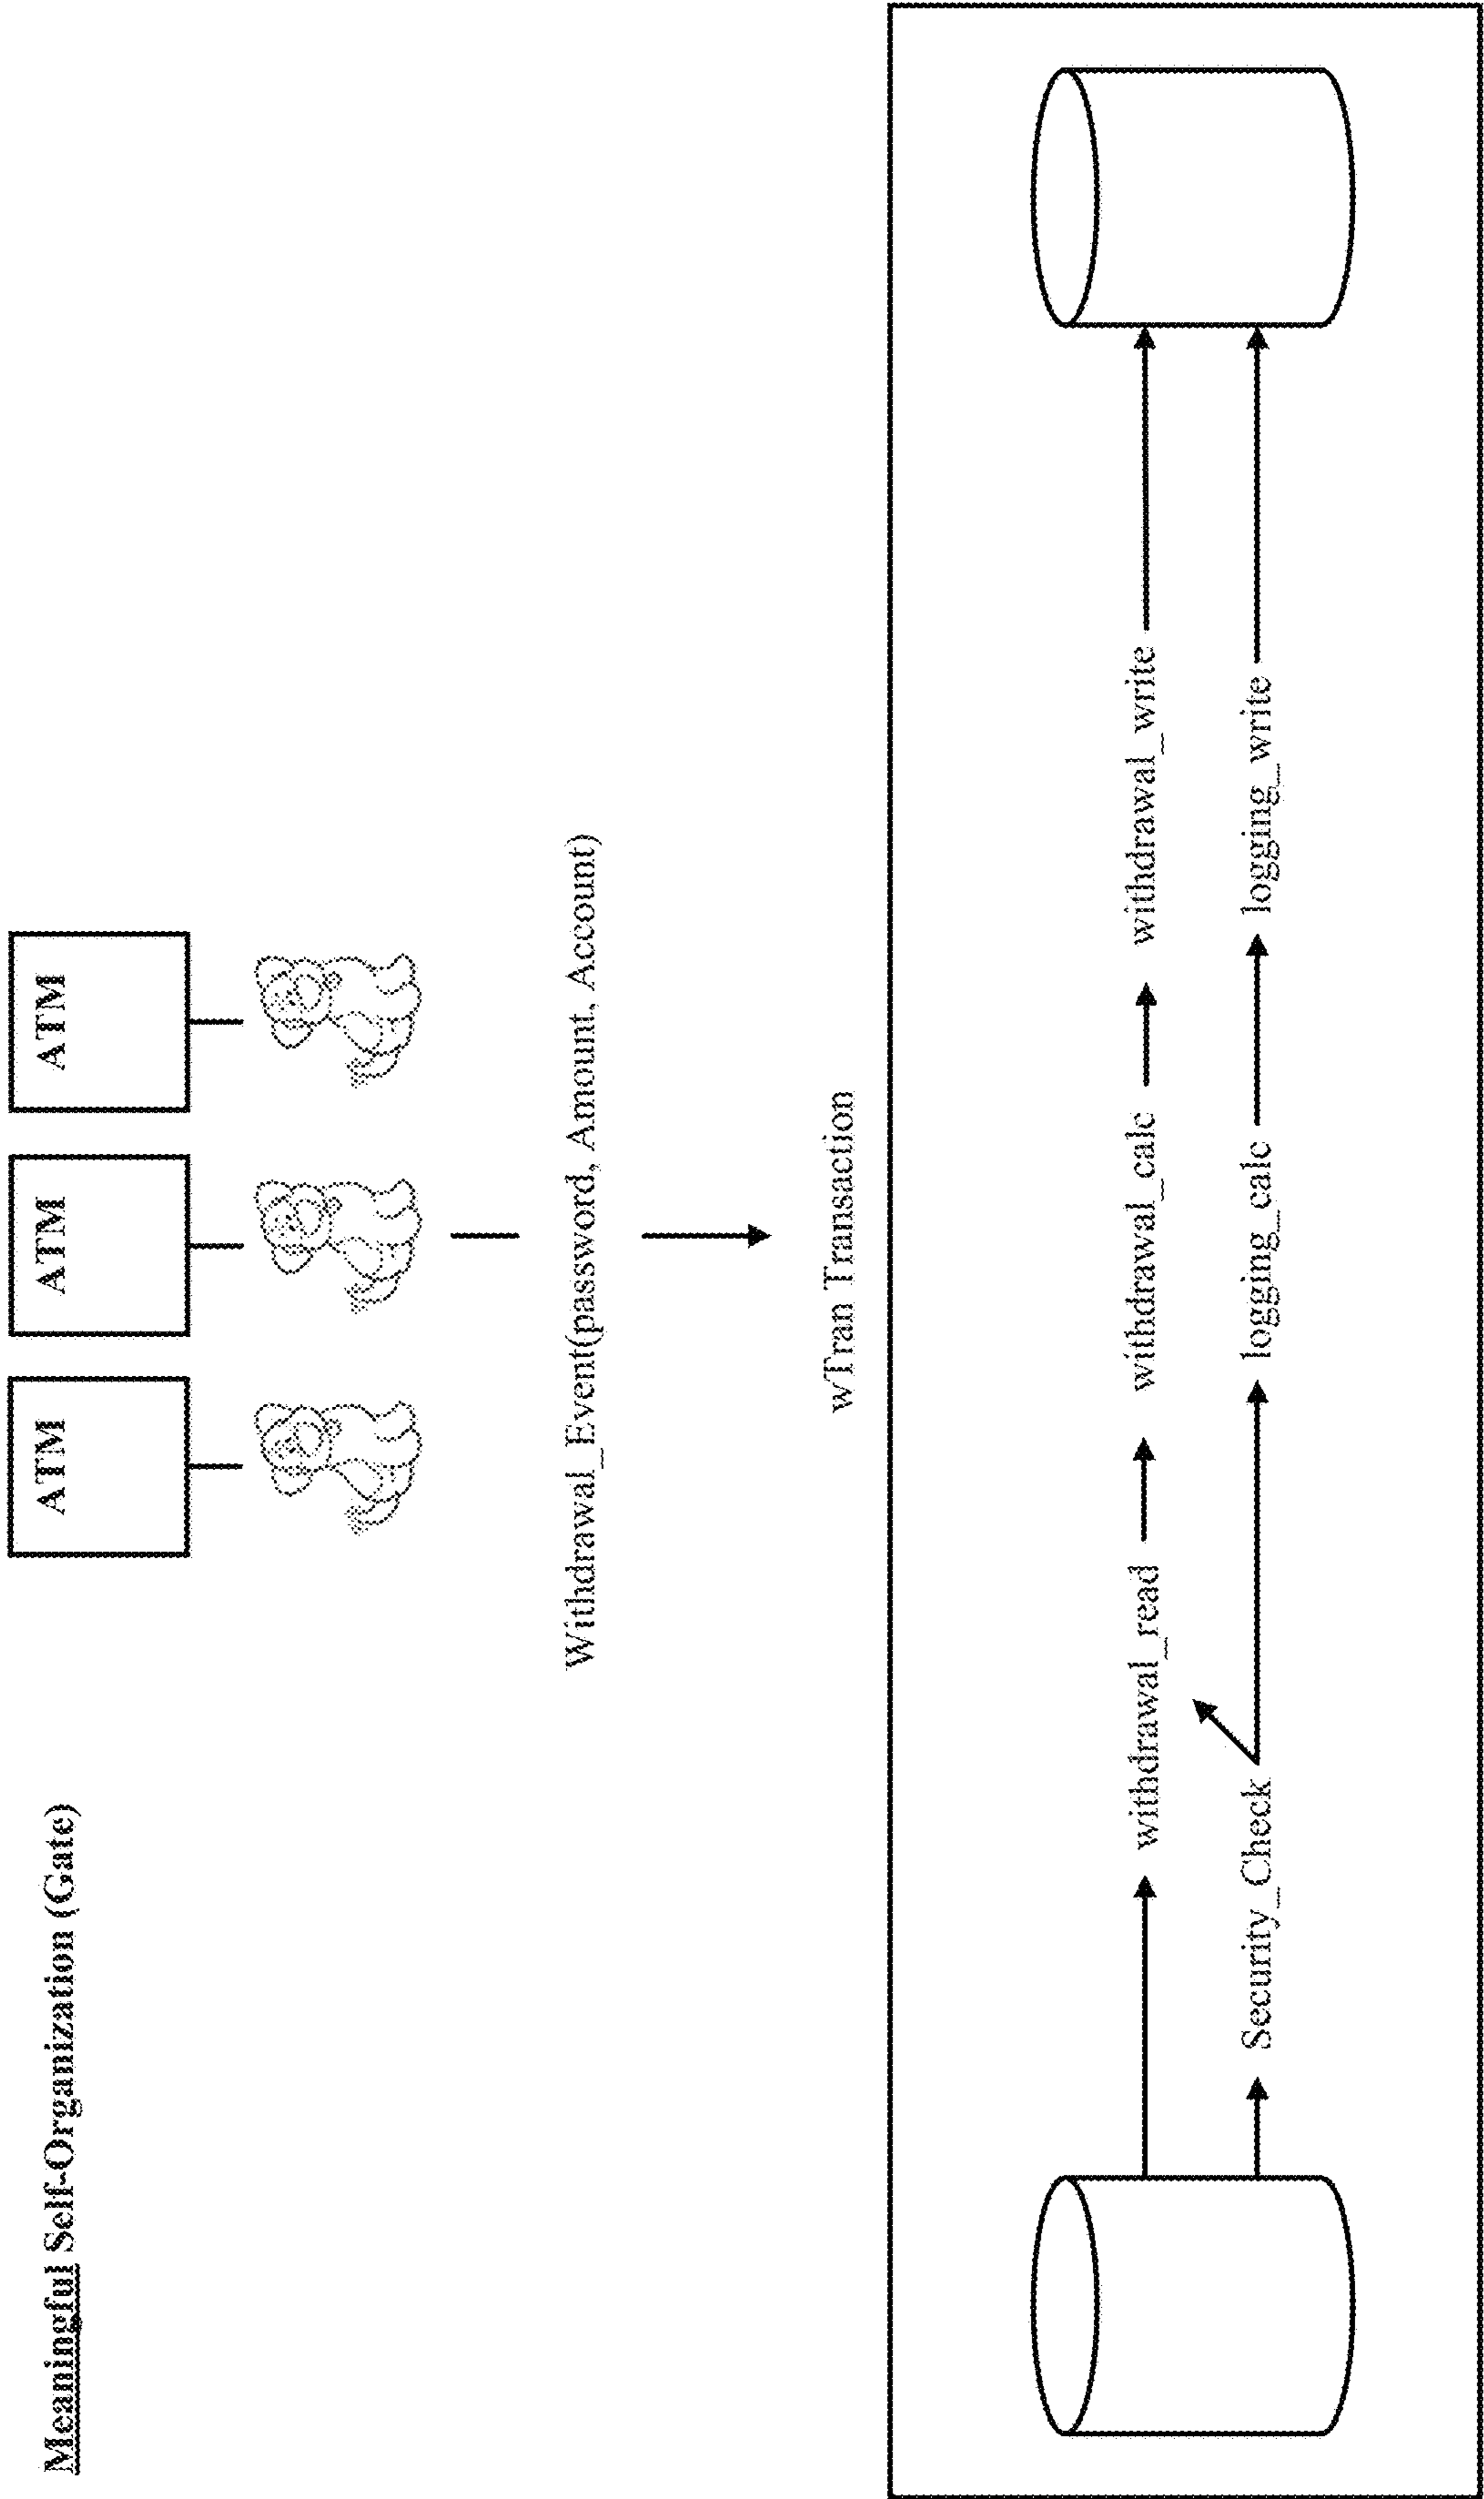 Meaningful Self-Organization (Gate)
ATM ATM ATM
Withdrawal_Event(password, Amount, Account)
wTran Transaction
withdrawal_read withdrawal_calc withdrawal_write
Security_Check logging_calc logging_write